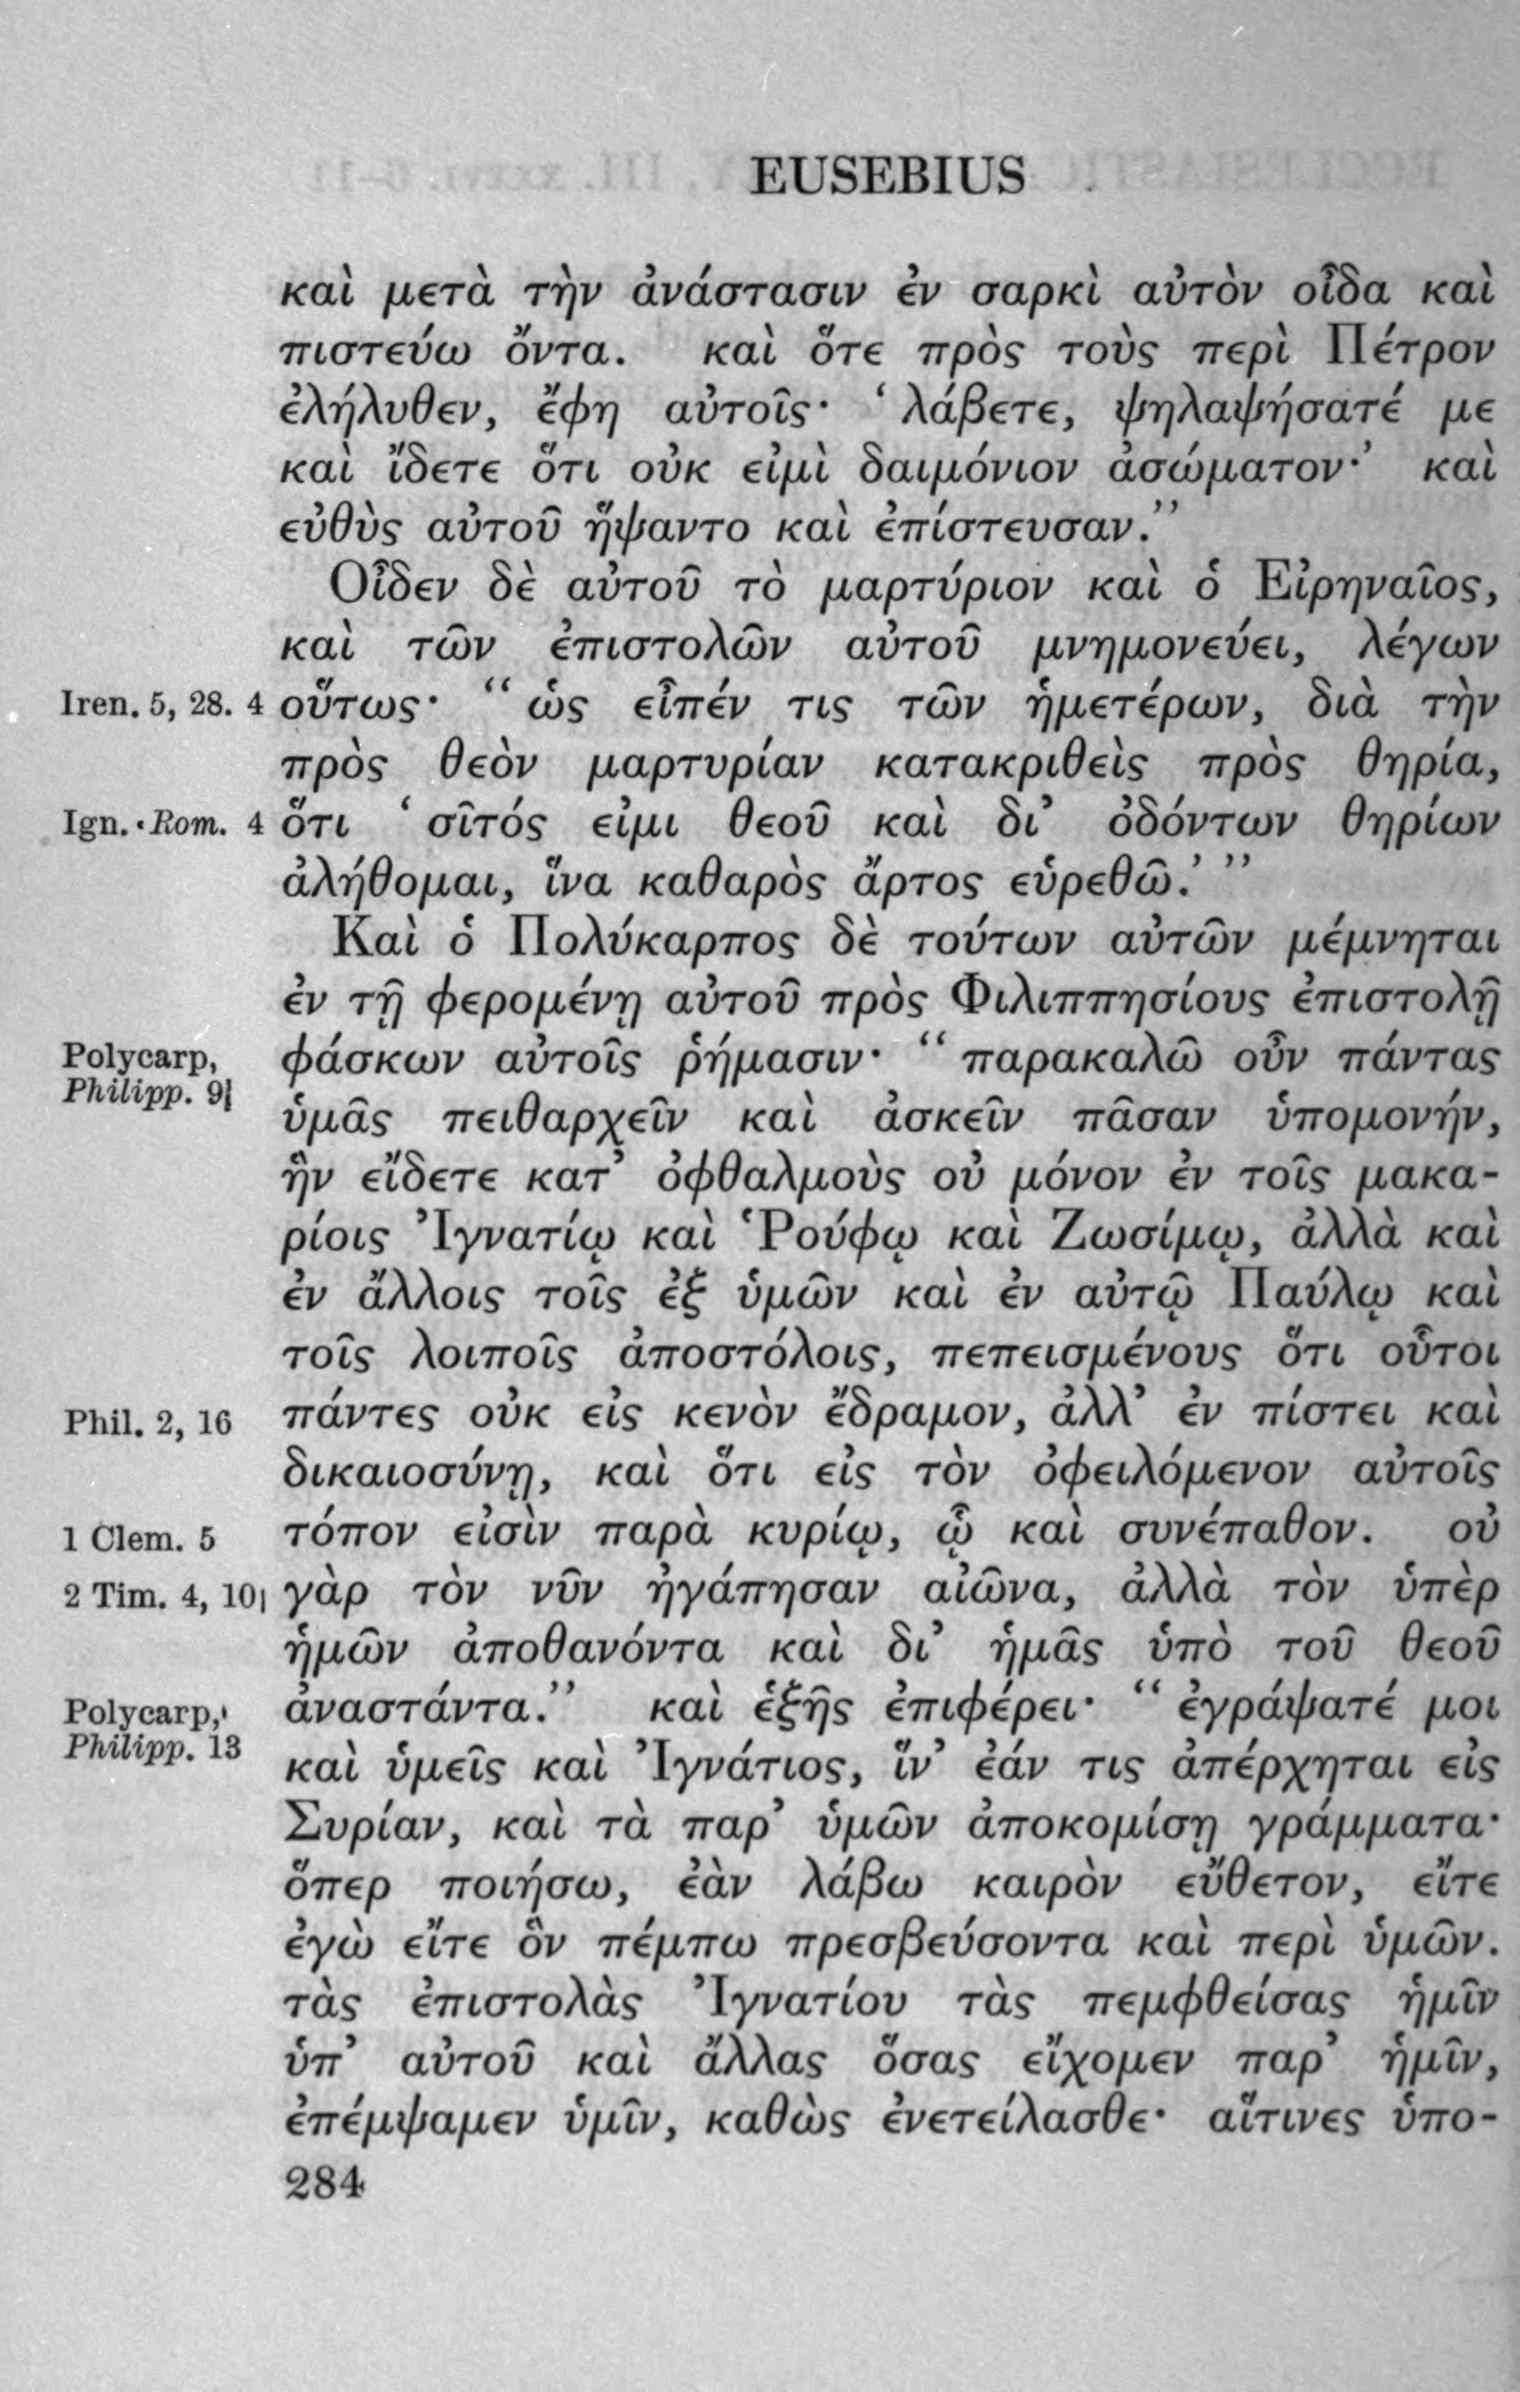 EUSEBIUS
καὶ μετὰ τὴν ἀνάστασιν ἐν σαρκὶ αὐτὸν οἶδα καὶ
πιστεύω ὄντα. καὶ ὅτε πρὸς τοὺς περὶ Πέτρον
ἐλήλυθεν, ἔφη αὐτοῖς· ‘ λάβετε, ψηλαψήσατέ με
καὶ ἴδετε ὅτι οὐκ εἰμὶ δαιμόνιον ἀσώματον·’ καὶ
εὐθὺς αὐτοῦ ἥψαντο καὶ ἐπίστευσαν.”
Οἶδεν δὲ αὐτοῦ τὸ μαρτύριον καὶ ὁ Εἰρηναῖος,
καὶ τῶν ἐπιστολῶν αὐτοῦ μνημονεύει, λέγων
Iren. 5, 28. 4 οὕτως· “ ὡς εἶπέν τις τῶν ἡμετέρων, διὰ τὴν
πρὸς θεὸν μαρτυρίαν κατακριθεὶς πρὸς θηρία,
Ign. Rom. 4 ὅτι ‘ σῖτός εἰμι θεοῦ καὶ δι’ ὀδόντων θηρίων
ἀλήθομαι, ἵνα καθαρὸς ἄρτος εὑρεθῶ.’ ”
Καὶ ὁ Πολύκαρπος δὲ τούτων αὐτῶν μέμνηται
ἐν τῇ φερομένῃ αὐτοῦ πρὸς Φιλιππησίους ἐπιστολῇ
Polycarp, φάσκων αὐτοῖς ῥήμασιν· “ παρακαλῶ οὖν πάντας
Philipp. 9 ὑμᾶς πειθαρχεῖν καὶ ἀσκεῖν πᾶσαν ὑπομονήν,
ἣν εἴδετε κατ’ ὀφθαλμοὺς οὐ μόνον ἐν τοῖς μακα-
ρίοις Ἰγνατίῳ καὶ Ῥούφῳ καὶ Ζωσίμῳ, ἀλλὰ καὶ
ἐν ἄλλοις τοῖς ἐξ ὑμῶν καὶ ἐν αὐτῷ Παύλῳ καὶ
τοῖς λοιποῖς ἀποστόλοις, πεπεισμένους ὅτι οὗτοι
Phil. 2, 16 πάντες οὐκ εἰς κενὸν ἔδραμον, ἀλλ’ ἐν πίστει καὶ
δικαιοσύνῃ, καὶ ὅτι εἰς τὸν ὀφειλόμενον αὐτοῖς
1 Clem. 5 τόπον εἰσὶν παρὰ κυρίῳ, ᾧ καὶ συνέπαθον. οὐ
2 Tim. 4, 10 γὰρ τὸν νῦν ἠγάπησαν αἰῶνα, ἀλλὰ τὸν ὑπὲρ
ἡμῶν ἀποθανόντα καὶ δι’ ἡμᾶς ὑπὸ τοῦ θεοῦ
Polycarp, ἀναστάντα.” καὶ ἑξῆς ἐπιφέρει· “ ἐγράψατέ μοι
Philipp. 13 καὶ ὑμεῖς καὶ Ἰγνάτιος, ἵν’ ἐάν τις ἀπέρχηται εἰς
Συρίαν, καὶ τὰ παρ’ ὑμῶν ἀποκομίσῃ γράμματα·
ὅπερ ποιήσω, ἐὰν λάβω καιρὸν εὔθετον, εἴτε
ἐγὼ εἴτε ὃν πέμπω πρεσβεύσοντα καὶ περὶ ὑμῶν.
τὰς ἐπιστολὰς Ἰγνατίου τὰς πεμφθείσας ἡμῖν
ὑπ’ αὐτοῦ καὶ ἄλλας ὅσας εἴχομεν παρ’ ἡμῖν,
ἐπέμψαμεν ὑμῖν, καθὼς ἐνετείλασθε· αἵτινες ὑπο-
284